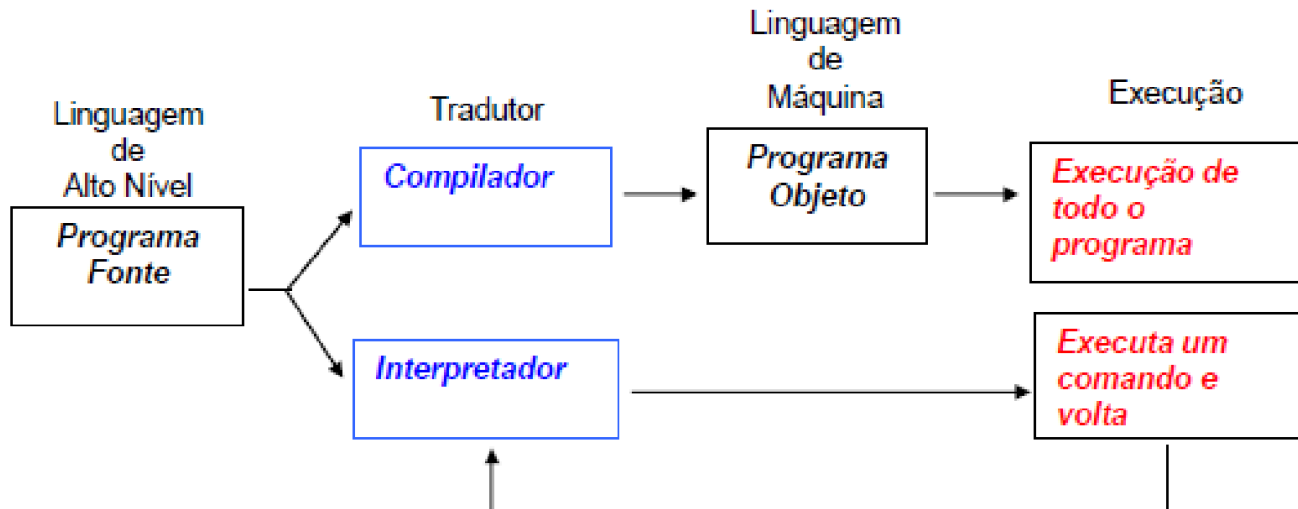 Linguagem
de
Alto Nível
Programa
Fonte
Tradutor
Compilador
Interpretador
Linguagem
de
Máquina
Programa
Objeto
Execução
Execução de
todo o
programa
Executa um
comando e
volta